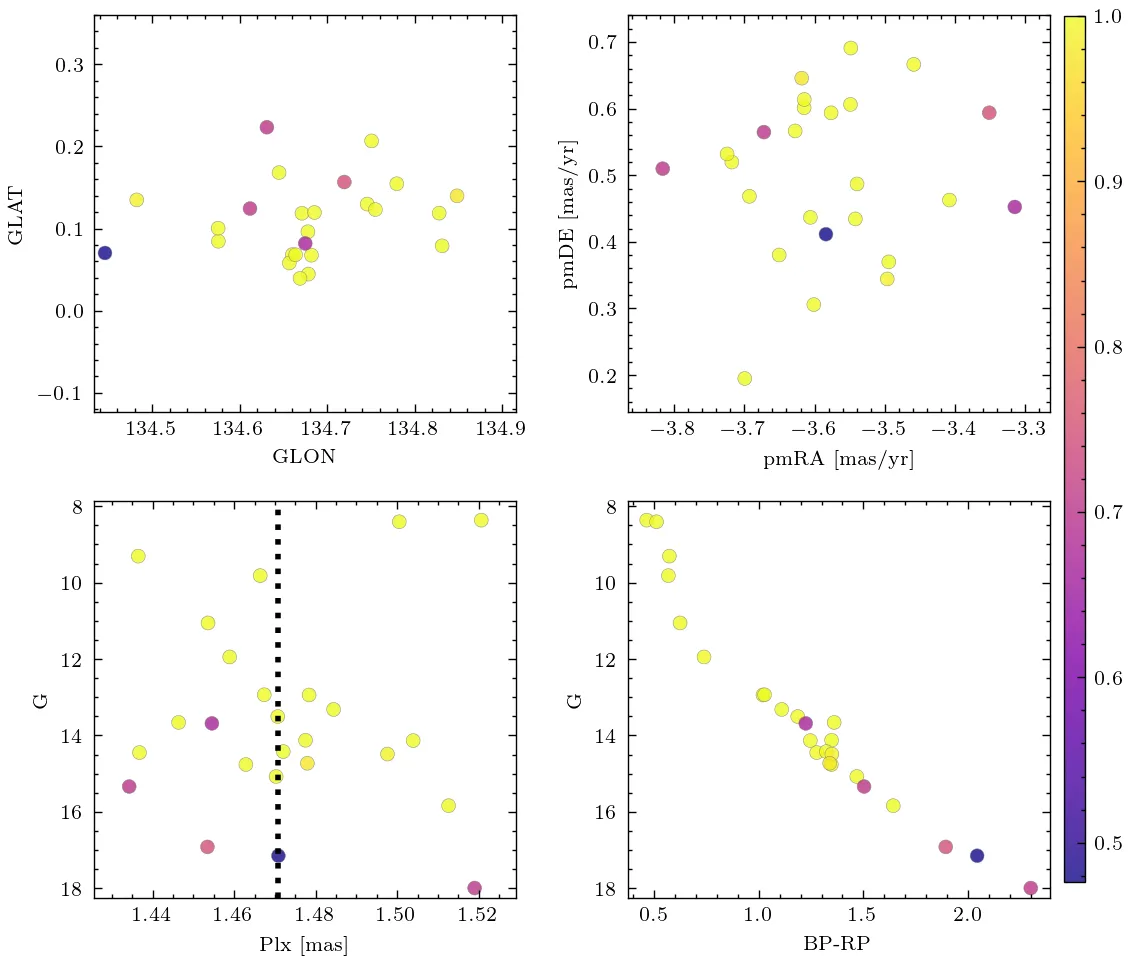 0.3
0.2
0.1
0.0
−0.1
GLAT
134.5 134.6 134.7 134.8 134.9
GLON
0.7
0.6
0.5
0.4
0.3
0.2
pmDE [mas/yr]
−3.8 −3.7 −3.6 −3.5 −3.4 −3.3
pmRA [mas/yr]
1.0
0.9
0.8
0.7
0.6
0.5
8
10
12
14
16
18
G
1.44 1.46 1.48 1.50 1.52
Plx [mas]
8
10
12
14
16
18
G
0.5 1.0 1.5 2.0
BP-RP